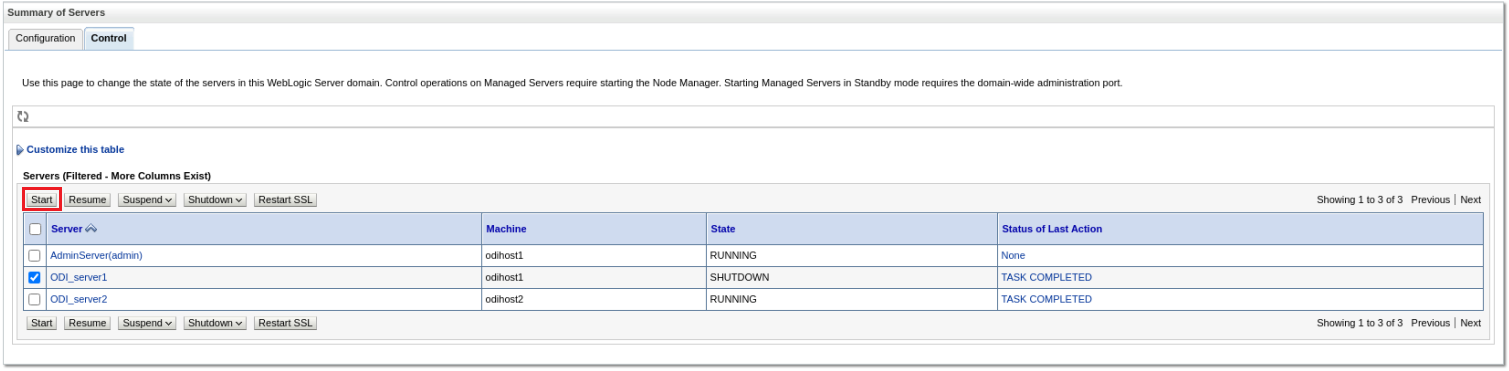 Summary of Servers
Configuration Control
Use this page to change the state of the servers in this WebLogic Server domain. Control operations on Managed Servers require starting the Node Manager. Starting Managed Servers in Standby mode requires the domain-wide administration port.
Customize this table
Servers (Filtered - More Columns Exist)
Start Resume Suspend Shutdown Restart SSL Showing 1 to 3 of 3 Previous | Next
Server Machine State Status of Last Action
AdminServer(admin) odihost1 RUNNING None
ODI_server1 odihost1 SHUTDOWN TASK COMPLETED
ODI_server2 odihost2 RUNNING TASK COMPLETED
Start Resume Suspend Shutdown Restart SSL Showing 1 to 3 of 3 Previous | Next